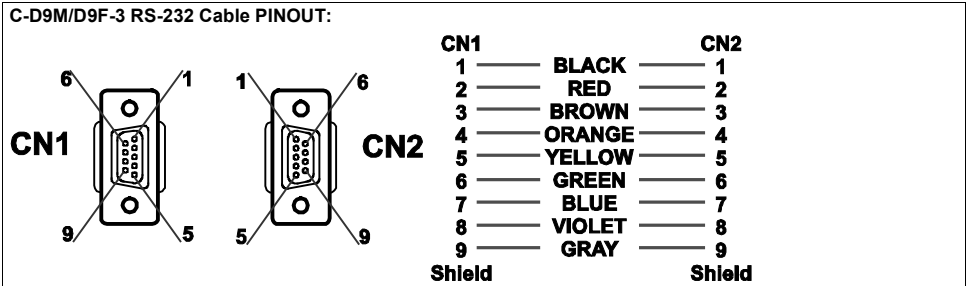 C-D9M/D9F-3 RS-232 Cable PINOUT:
6 1
CN1
9 5
1 6
CN2
5 9
CN1 CN2
1 BLACK 1
2 RED 2
3 BROWN 3
4 ORANGE 4
5 YELLOW 5
6 GREEN 6
7 BLUE 7
8 VIOLET 8
9 GRAY 9
Shield Shield